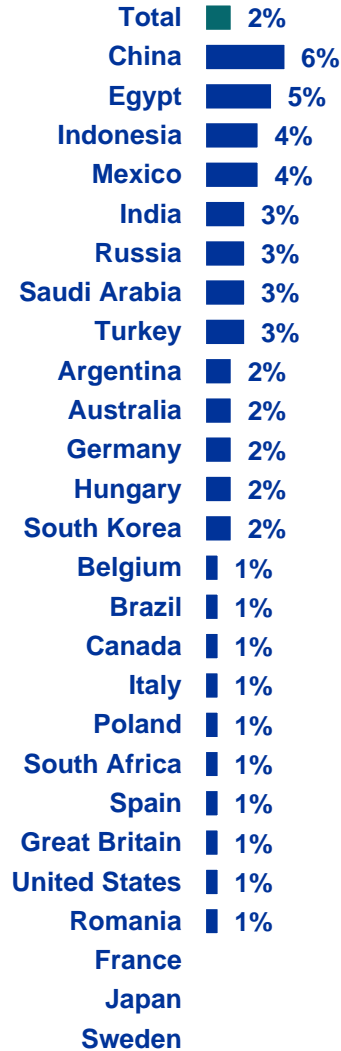 Total 2%
China 6%
Egypt 5%
Indonesia 4%
Mexico 4%
India 3%
Russia 3%
Saudi Arabia 3%
Turkey 3%
Argentina 2%
Australia 2%
Germany 2%
Hungary 2%
South Korea 2%
Belgium 1%
Brazil 1%
Canada 1%
Italy 1%
Poland 1%
South Africa 1%
Spain 1%
Great Britain 1%
United States 1%
Romania 1%
France
Japan
Sweden